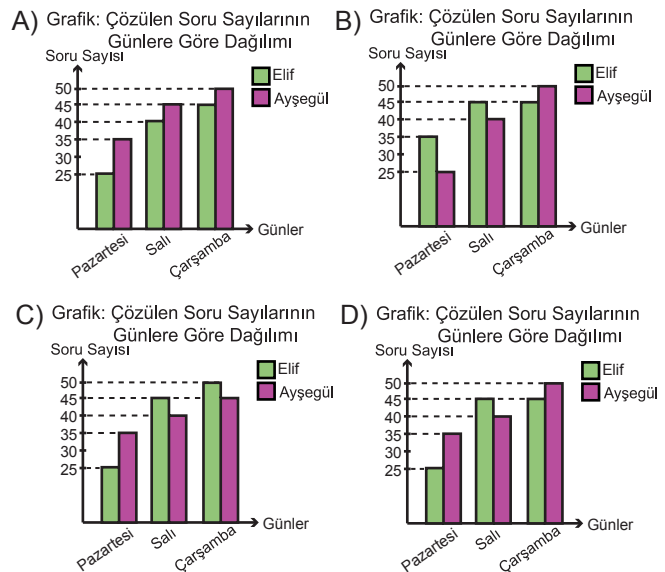 A) Grafik: Çözülen Soru Sayılarının
Günlere Göre Dağılımı
Soru Sayısı
Elif
Ayşegül
50
45
40
35
30
25
Günler
Pazartesi
Salı
Çarşamba
B) Grafik: Çözülen Soru Sayılarının
Günlere Göre Dağılımı
Soru Sayısı
Elif
Ayşegül
50
45
40
35
30
25
Günler
Pazartesi
Salı
Çarşamba
C) Grafik: Çözülen Soru Sayılarının
Günlere Göre Dağılımı
Soru Sayısı
Elif
Ayşegül
50
45
40
35
30
25
Günler
Pazartesi
Salı
Çarşamba
D) Grafik: Çözülen Soru Sayılarının
Günlere Göre Dağılımı
Soru Sayısı
Elif
Ayşegül
50
45
40
35
30
25
Günler
Pazartesi
Salı
Çarşamba